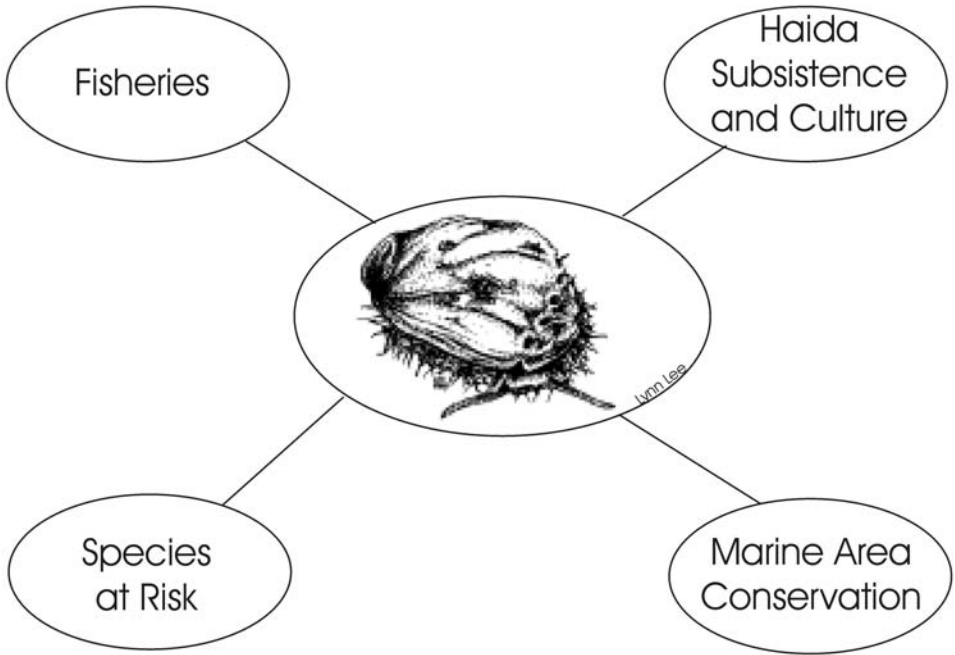 Fisheries
Haida
Subsistence
and Culture
Lynn Lee
Species
at Risk
Marine Area
Conservation